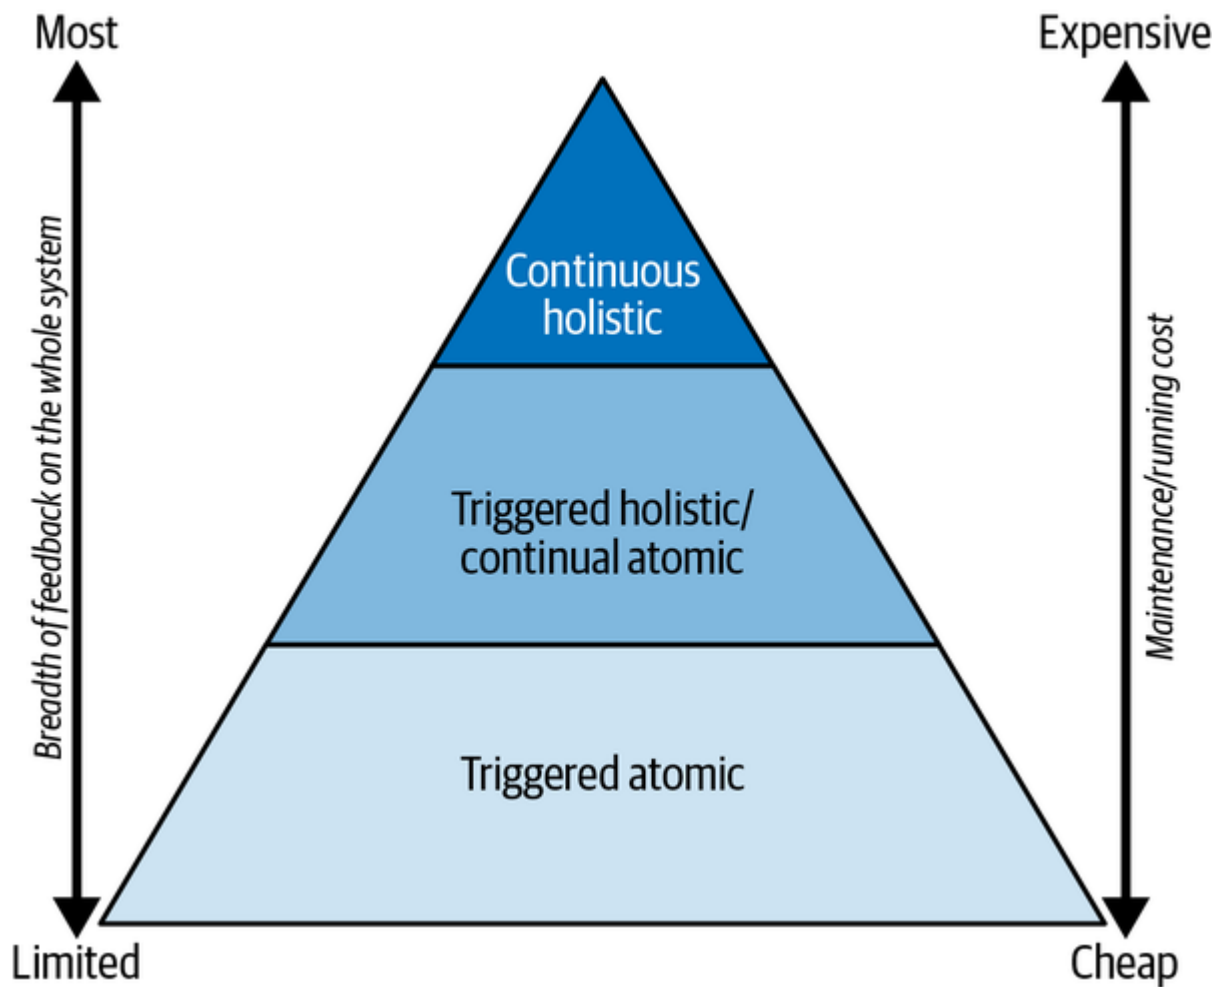 Most
Expensive
Breadth of feedback on the whole system
Continuous
holistic
Triggered holistic/
continual atomic
Triggered atomic
Maintenance/running cost
Limited
Cheap